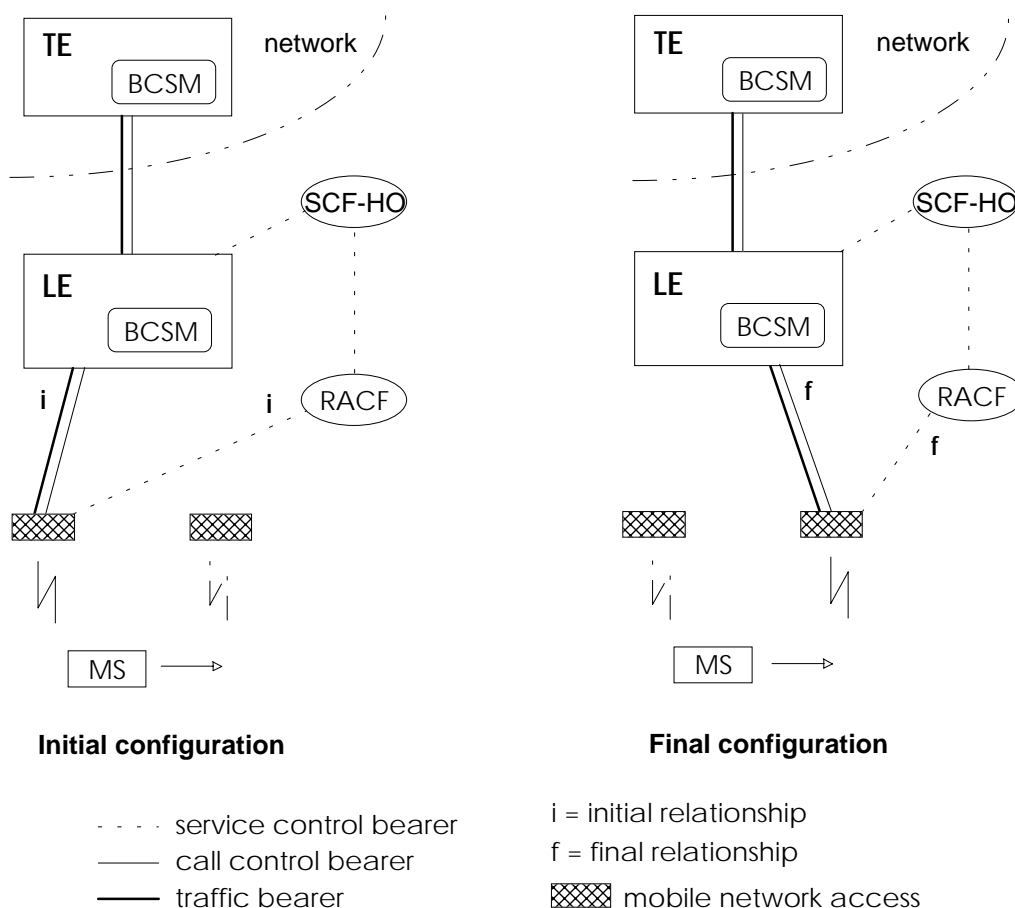 TE
network
BCSM
SCF-HO
LE
BCSM
i
i
RACF
MS
Initial configuration
TE
network
BCSM
SCF-HO
LE
BCSM
f
RACF
f
MS
Final configuration
service control bearer
call control bearer
traffic bearer
i = initial relationship
f = final relationship
mobile network access